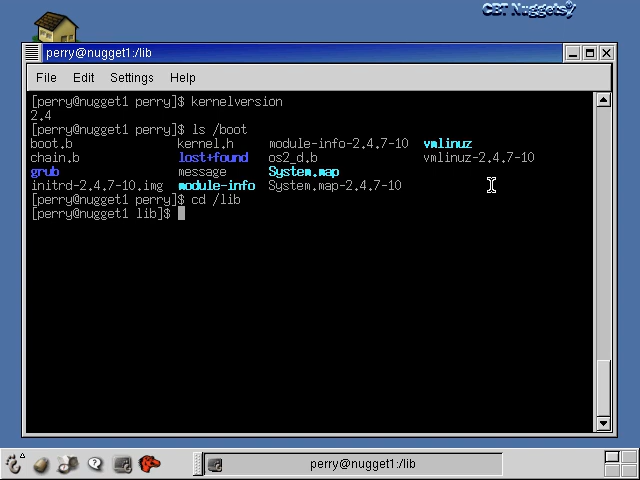 CBT Nuggets
perry@nugget1:/lib
File Edit Settings Help
[perry@nugget1 perry]$ kernelversion
2.4
[perry@nugget1 perry]$ ls /boot
boot.b kernel.h module-info-2.4.7-10 vmlinuz
chain.b lost+found os2_d.b vmlinuz-2.4.7-10
grub message System.map
initrd-2.4.7-10.img module-info System.map-2.4.7-10
[perry@nugget1 perry]$ cd /lib
[perry@nugget1 lib]$
perry@nugget1:/lib